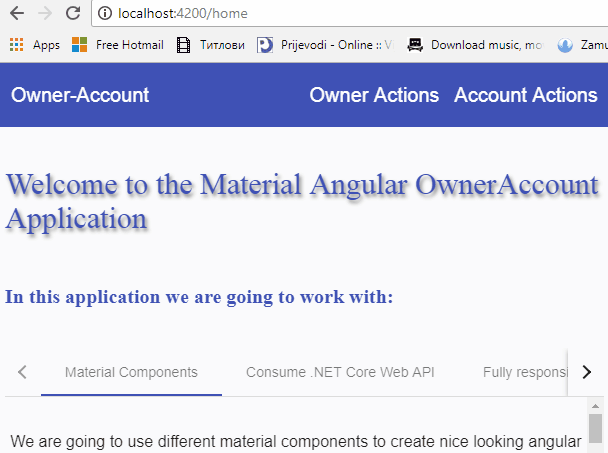 localhost:4200/home
Apps Free Hotmail Титлови Prijevodi - Online :: Download music, mo Zamu
Owner-Account Owner Actions Account Actions
Welcome to the Material Angular OwnerAccount
Application
In this application we are going to work with:
Material Components Consume .NET Core Web API Fully responsi
We are going to use different material components to create nice looking angular